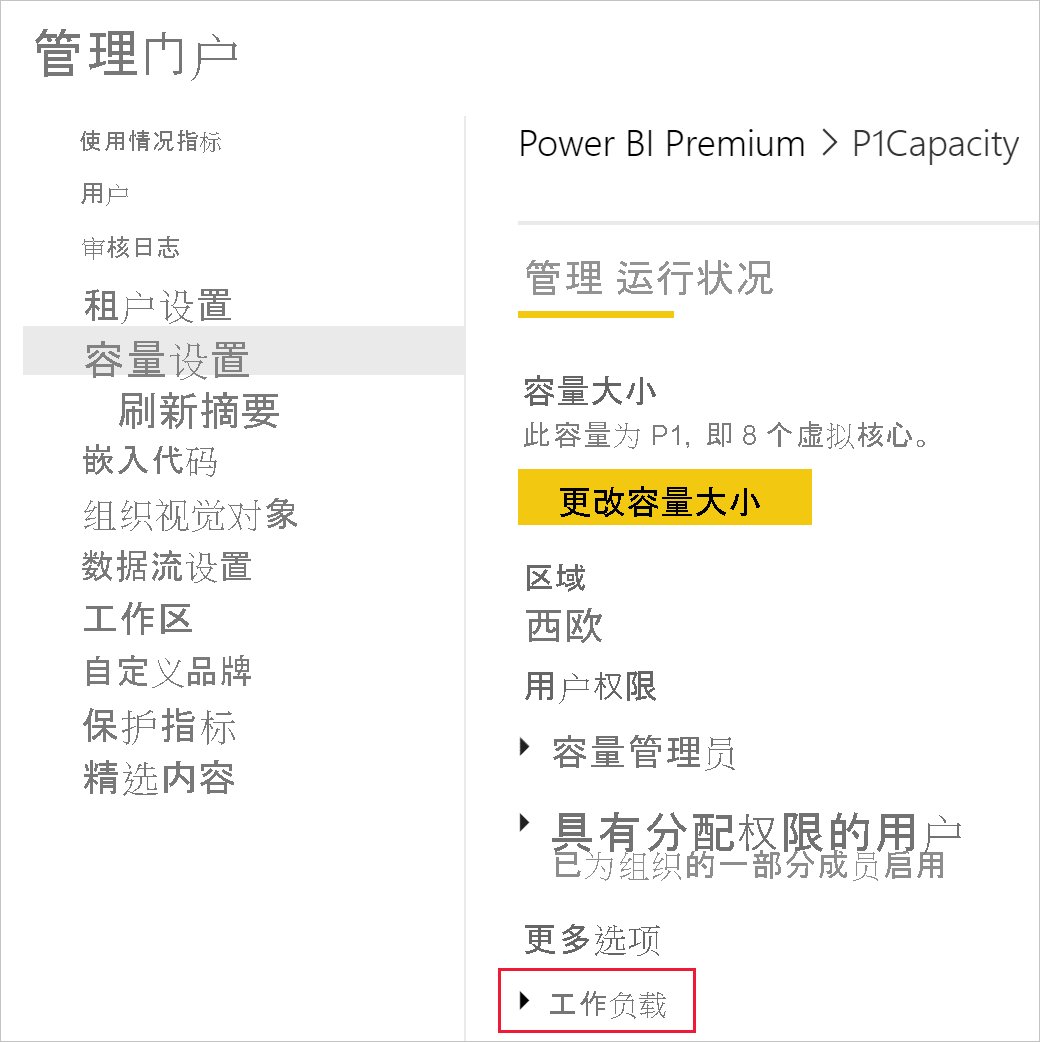 管理门户
使用情况指标
用户
审核日志
租户设置
容量设置
刷新摘要
嵌入代码
组织视觉对象
数据流设置
工作区
自定义品牌
保护指标
精选内容
Power BI Premium > P1Capacity
管理 运行状况
容量大小
此容量为 P1, 即 8 个虚拟核心。
更改容量大小
区域
西欧
用户权限
容量管理员
具有分配权限的用户
已为组织的一部分成员启用
更多选项
工作负载